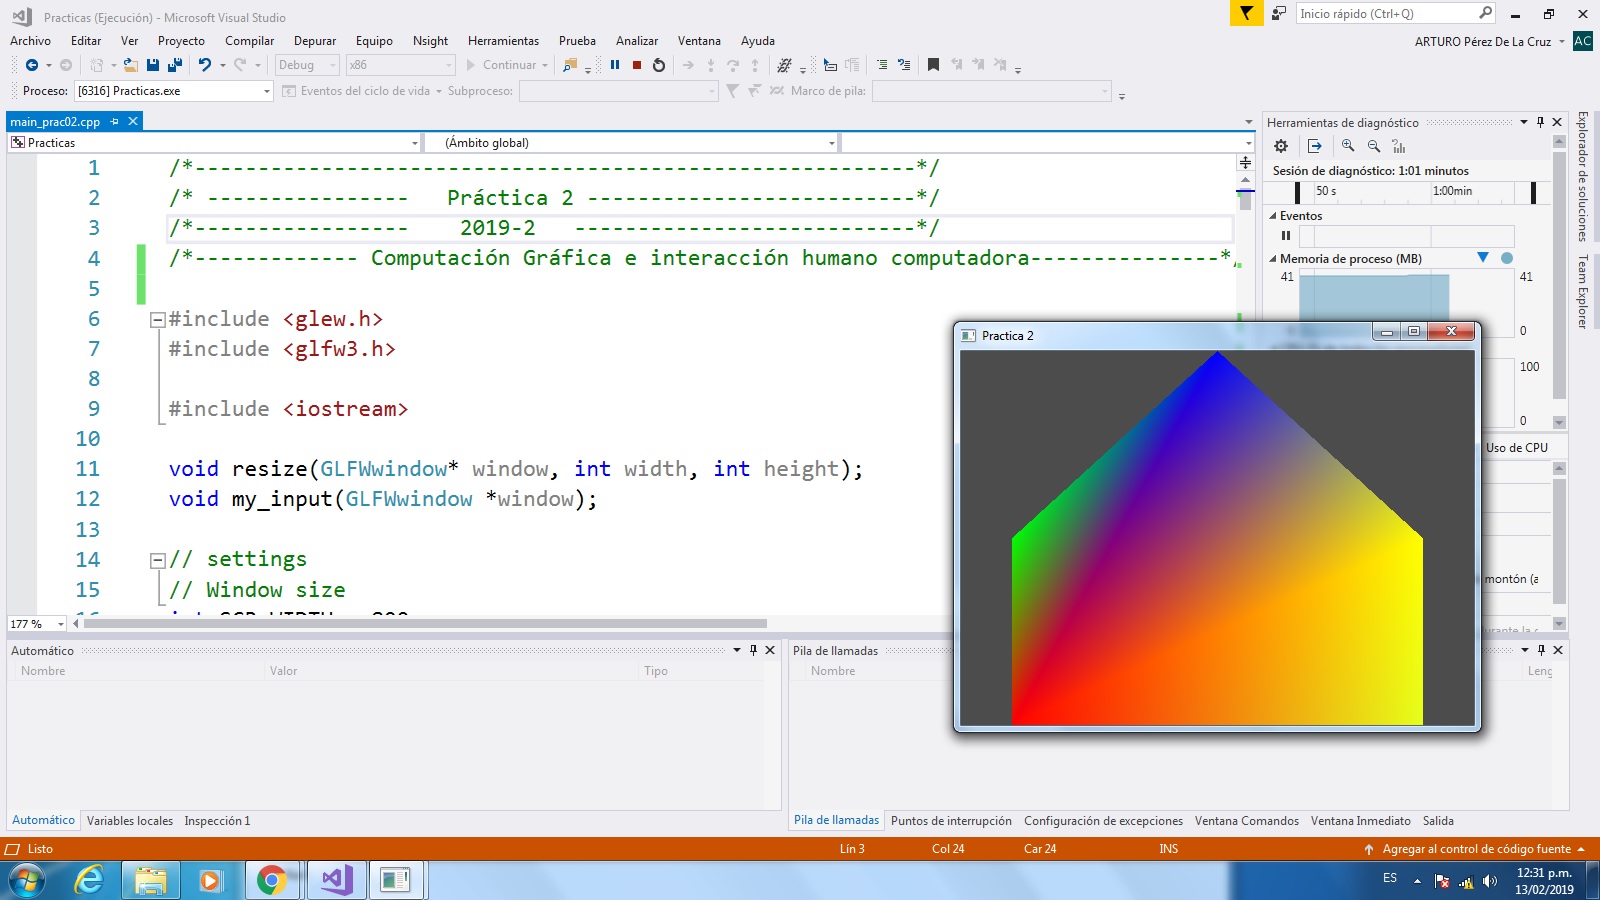 Practicas (Ejecución) - Microsoft Visual Studio
Inicio rápido (Ctrl+Q)
Archivo Editar Ver Proyecto Compilar Depurar Equipo Nsight Herramientas Prueba Analizar Ventana Ayuda
ARTURO Pérez De La Cruz AC
Debug x86 Continuar
Proceso: [6316] Practicas.exe Eventos del ciclo de vida Subproceso: Marco de pila:
main_prac02.cpp
Practicas (Ámbito global)
1 /*---------------------------------------------------------*/
2 /* ---------------- Práctica 2 --------------------------*/
3 /*----------------- 2019-2 ---------------------------*/
4 /*------------- Computación Gráfica e interacción humano computadora---------------*/
5
6 #include <glew.h>
7 #include <glfw3.h>
8
9 #include <iostream>
10
11 void resize(GLFWwindow* window, int width, int height);
12 void my_input(GLFWwindow *window);
13
14 // settings
15 // Window size
177 %
Herramientas de diagnóstico
Sesión de diagnóstico: 1:01 minutos
50 s 1:00min
Eventos
Memoria de proceso (MB)
41 41
0
100
0
Uso de CPU
montón (a
Explorador de soluciones
Team Explorer
Practica 2
Automático
Nombre Valor Tipo
Automático Variables locales Inspección 1
Pila de llamadas
Nombre Leng
Pila de llamadas Puntos de interrupción Configuración de excepciones Ventana Comandos Ventana Inmediato Salida
Listo Lín 3 Col 24 Car 24 INS Agregar al control de código fuente
ES
12:31 p.m.
13/02/2019